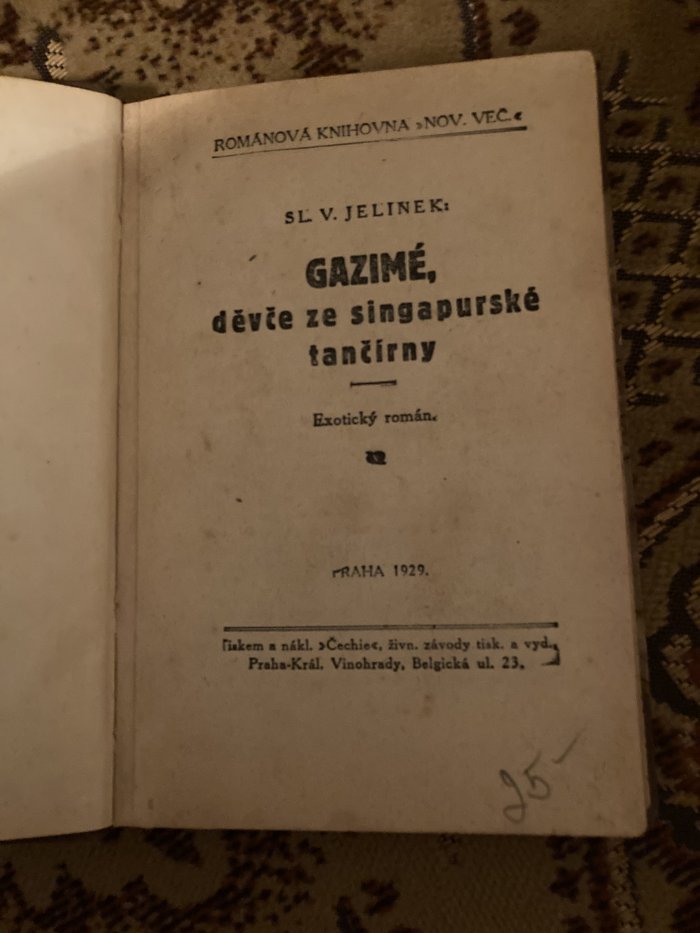 ROMÁNOVÁ KNIHOVNA »NOV. VEČ.«
SL. V. JELINEK:
GAZIMÉ,
děvče ze singapurské
tančírny
Exotický román.
PRAHA 1929.
Tiskem a nákl. »Čechie«, živn. závody tisk. a vyd.,
Praha-Král. Vinohrady, Belgická ul. 23.
25-